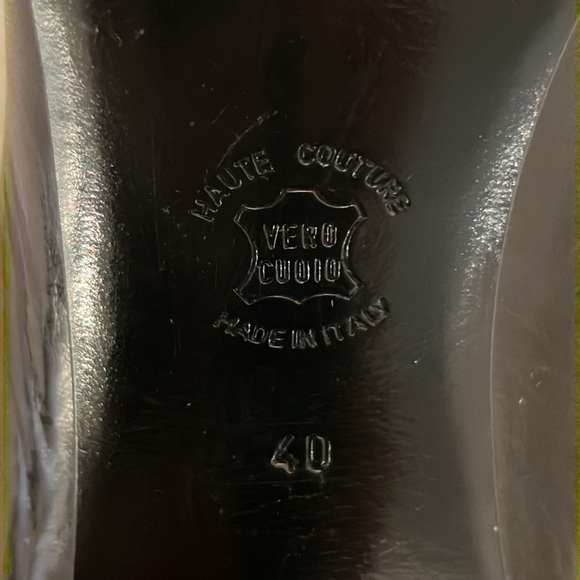 HAUTE COUTURE
VERO
CUOIO
MADE IN ITALY
40